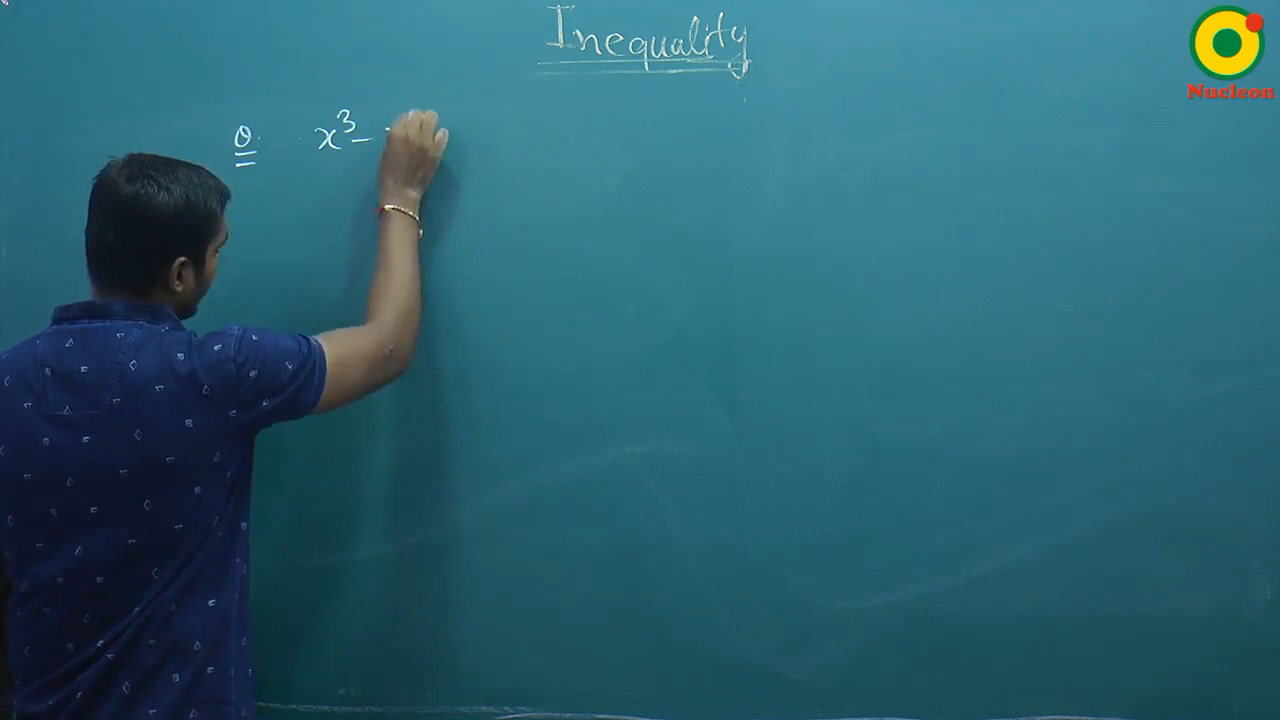 Inequality
Nucleon
Q. x³ –